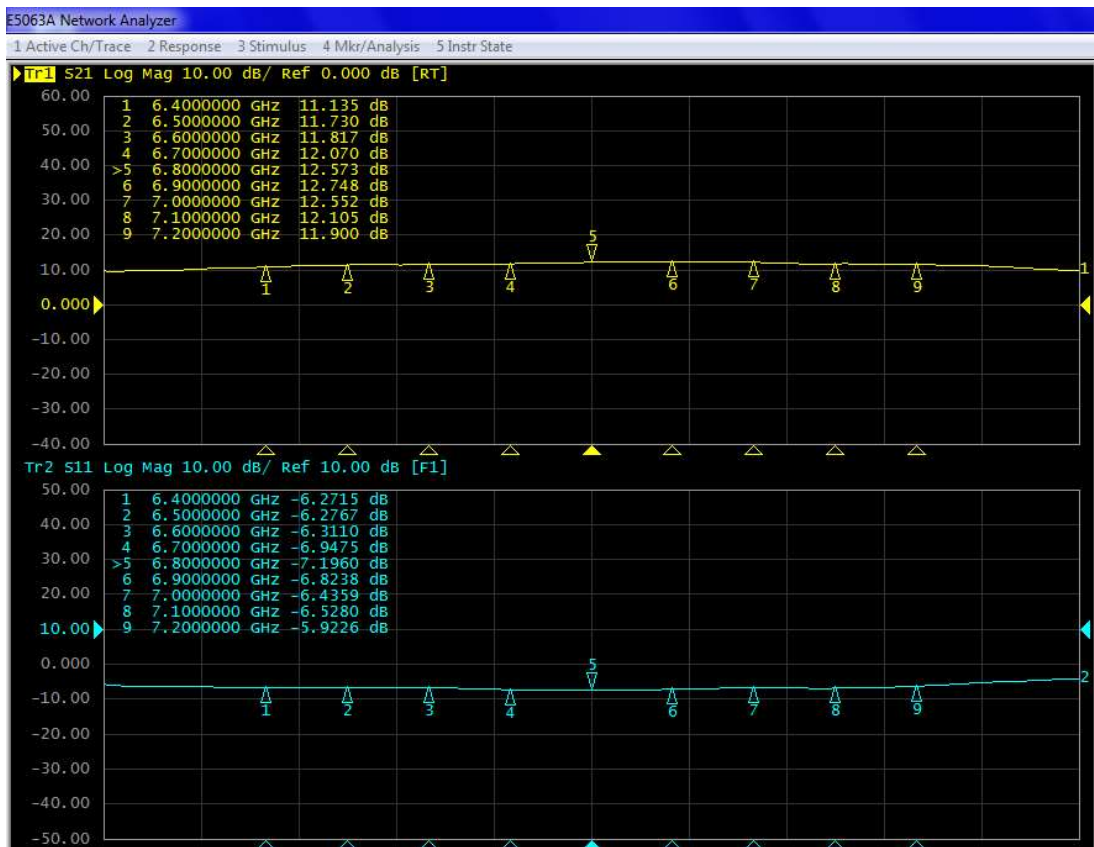 E5063A Network Analyzer
1 Active Ch/Trace 2 Response 3 Stimulus 4 Mkr/Analysis 5 Instr State
Tr1 S21 Log Mag 10.00 dB/ Ref 0.000 dB [RT]
60.00
50.00
40.00
30.00
20.00
10.00
0.000
-10.00
-20.00
-30.00
-40.00
1 6.4000000 GHz 11.135 dB
2 6.5000000 GHz 11.730 dB
3 6.6000000 GHz 11.817 dB
4 6.7000000 GHz 12.070 dB
>5 6.8000000 GHz 12.573 dB
6 6.9000000 GHz 12.748 dB
7 7.0000000 GHz 12.552 dB
8 7.1000000 GHz 12.105 dB
9 7.2000000 GHz 11.900 dB
5
1 2 3 4 6 7 8 9
1
Tr2 S11 Log Mag 10.00 dB/ Ref 10.00 dB [F1]
50.00
40.00
30.00
20.00
10.00
0.000
-10.00
-20.00
-30.00
-40.00
-50.00
1 6.4000000 GHz -6.2715 dB
2 6.5000000 GHz -6.2767 dB
3 6.6000000 GHz -6.3110 dB
4 6.7000000 GHz -6.9475 dB
>5 6.8000000 GHz -7.1960 dB
6 6.9000000 GHz -6.8238 dB
7 7.0000000 GHz -6.4359 dB
8 7.1000000 GHz -6.5280 dB
9 7.2000000 GHz -5.9226 dB
5
1 2 3 4 6 7 8 9
2